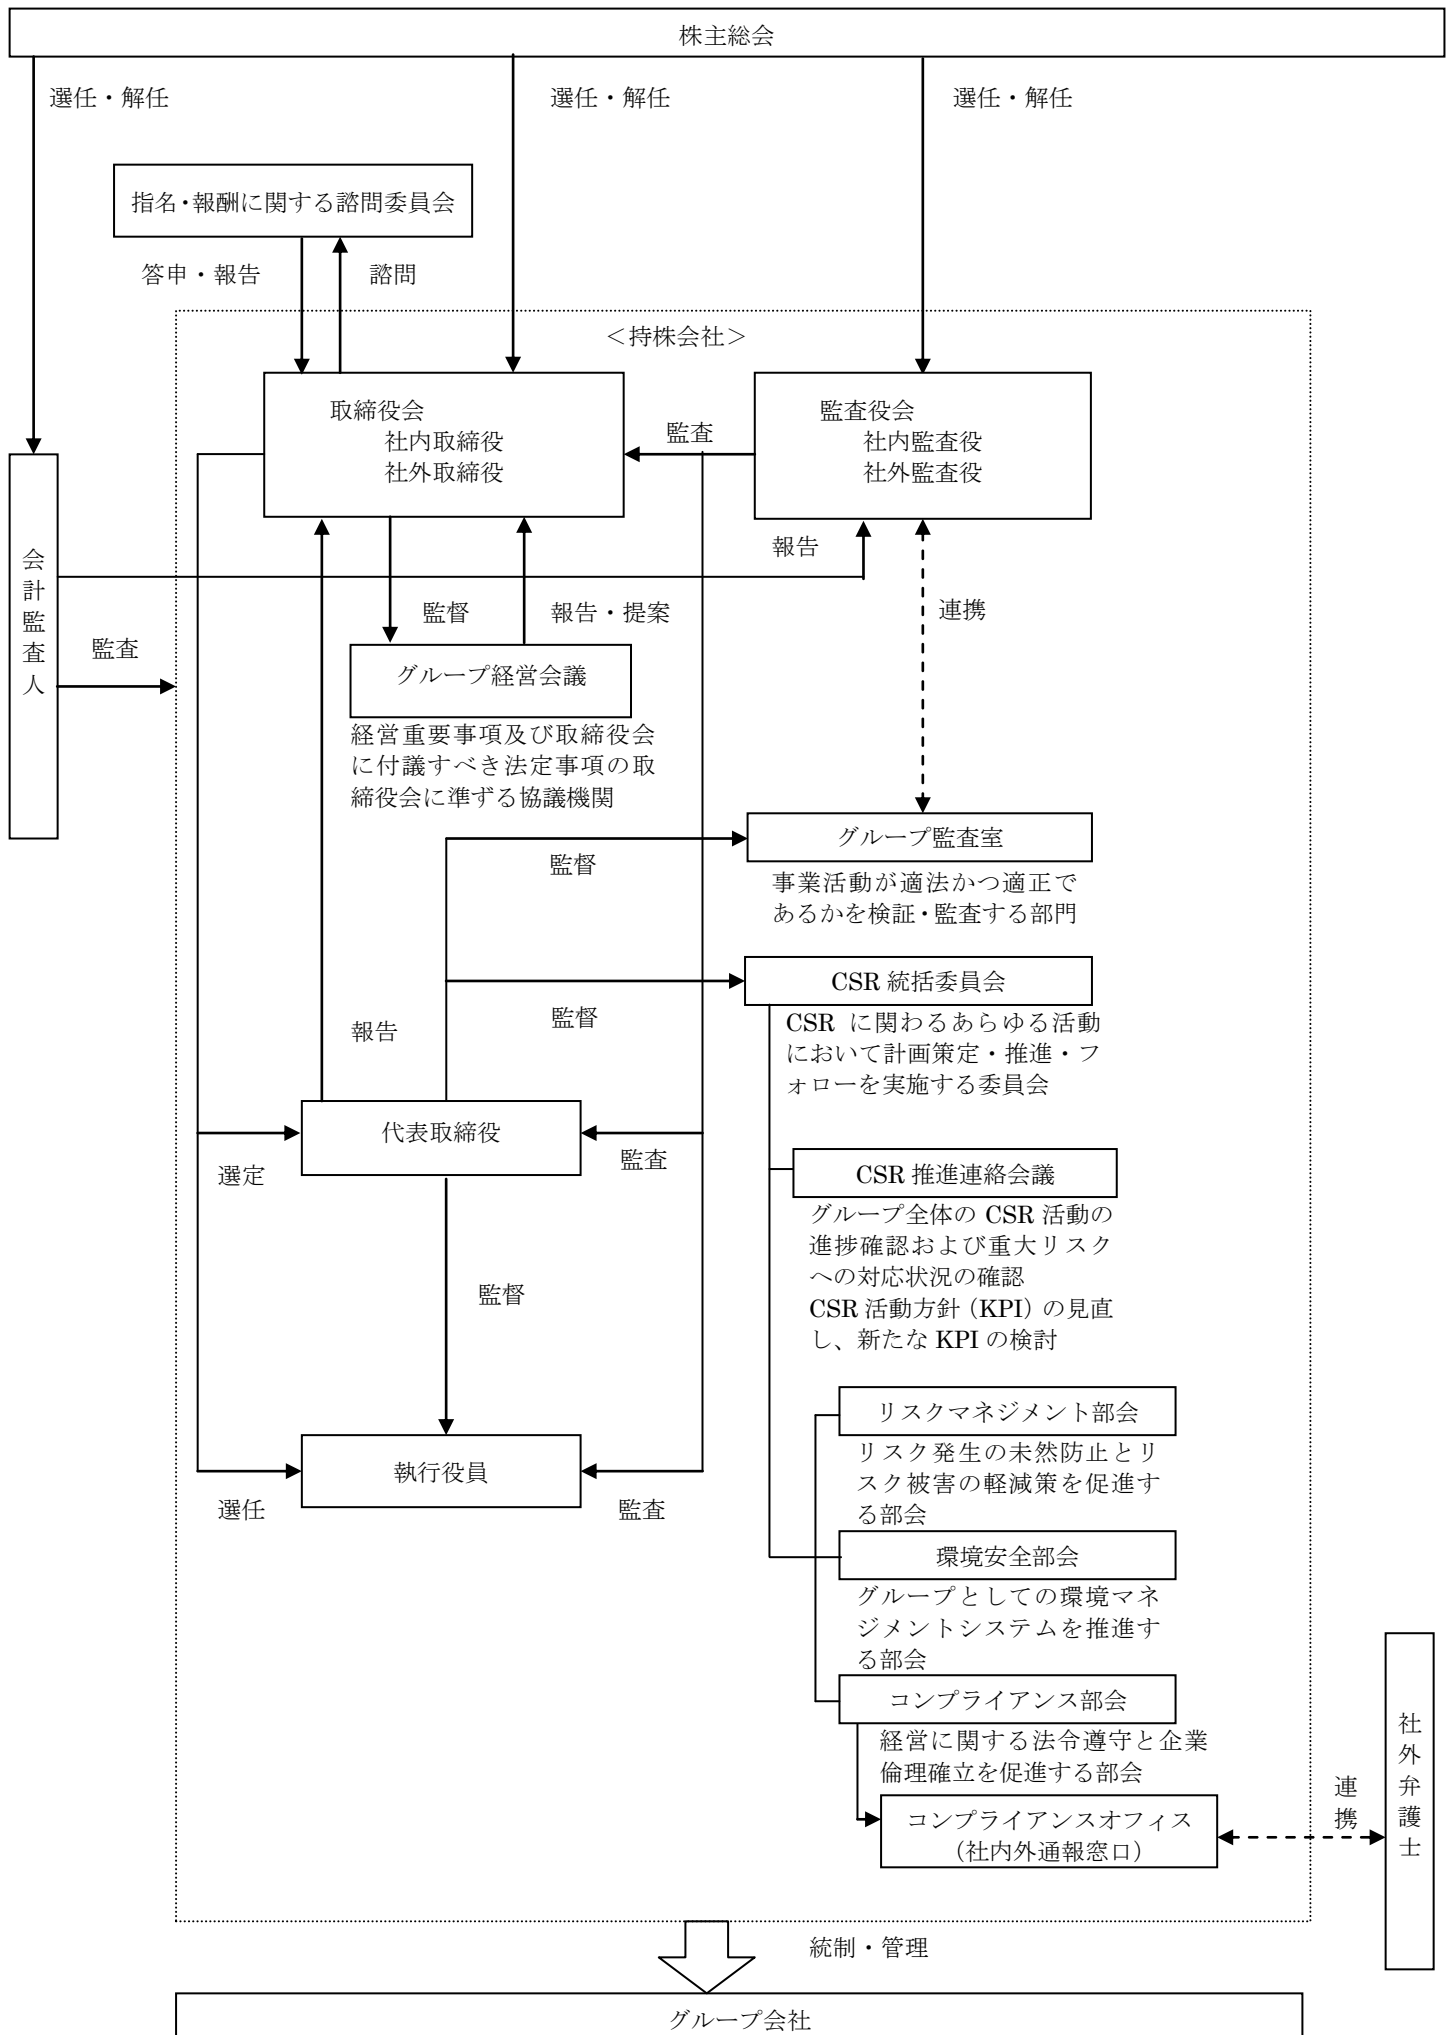 株主総会
選任・解任
選任・解任
選任・解任
指名・報酬に関する諮問委員会
答申・報告
諮問
＜持株会社＞
取締役会
社内取締役
社外取締役
監査
監査役会
社内監査役
社外監査役
会計監査人
報告
監督
報告・提案
連携
監査
グループ経営会議
経営重要事項及び取締役会
に付議すべき法定事項の取
締役会に準ずる協議機関
グループ監査室
監督
事業活動が適法かつ適正で
あるかを検証・監査する部門
CSR 統括委員会
監督
報告
CSR に関わるあらゆる活動
において計画策定・推進・フ
ォローを実施する委員会
代表取締役
選定
監査
CSR 推進連絡会議
グループ全体の CSR 活動の
進捗確認および重大リスク
への対応状況の確認
CSR 活動方針（KPI）の見直
し、新たな KPI の検討
監督
リスクマネジメント部会
リスク発生の未然防止とリ
スク被害の軽減策を促進す
る部会
執行役員
選任
監査
環境安全部会
グループとしての環境マネ
ジメントシステムを推進す
る部会
コンプライアンス部会
経営に関する法令遵守と企業
倫理確立を促進する部会
コンプライアンスオフィス
（社内外通報窓口）
連携
社外弁護士
統制・管理
グループ会社